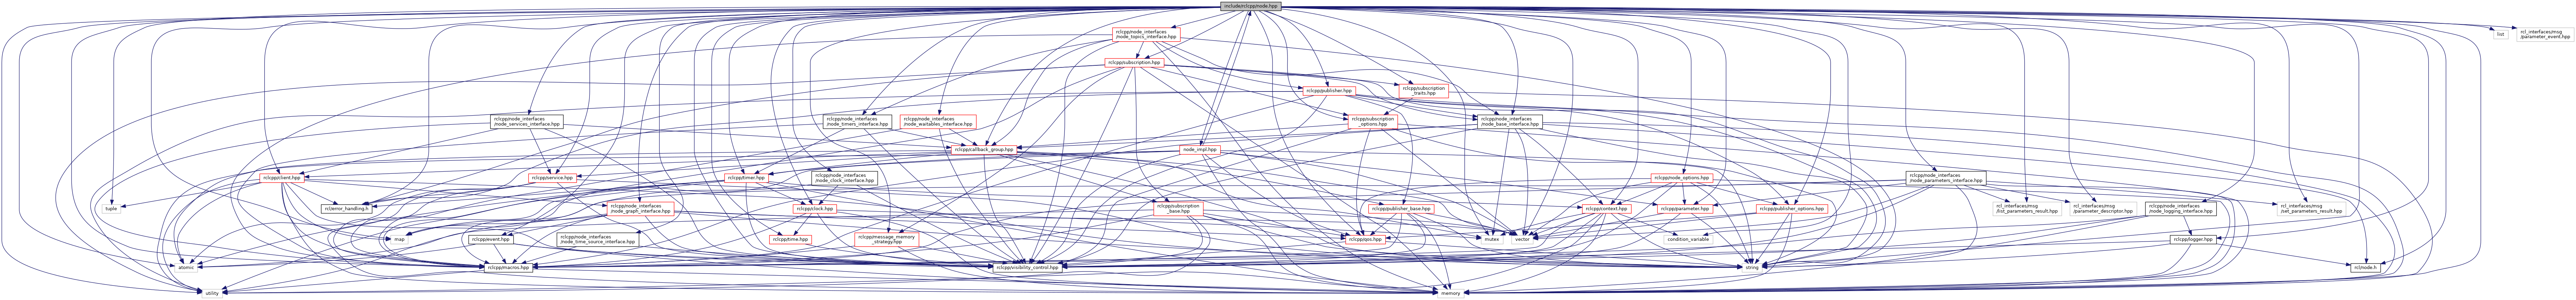 include/rclcpp/node.hpp
rclcpp/node_interfaces
/node_topics_interface.hpp
list
rcl_interfaces/msg
/parameter_event.hpp
rclcpp/subscription.hpp
rclcpp/publisher.hpp
rclcpp/subscription
_traits.hpp
rclcpp/node_interfaces
/node_services_interface.hpp
rclcpp/node_interfaces
/node_timers_interface.hpp
rclcpp/node_interfaces
/node_waitables_interface.hpp
rclcpp/subscription
_options.hpp
rclcpp/node_interfaces
/node_base_interface.hpp
rclcpp/callback_group.hpp
node_impl.hpp
rclcpp/client.hpp
rclcpp/service.hpp
rclcpp/timer.hpp
rclcpp/node_interfaces
/node_clock_interface.hpp
rclcpp/node_options.hpp
rclcpp/node_interfaces
/node_parameters_interface.hpp
tuple
rcl/error_handling.h
rclcpp/node_interfaces
/node_graph_interface.hpp
rclcpp/clock.hpp
rclcpp/subscription
_base.hpp
rclcpp/publisher_base.hpp
rclcpp/context.hpp
rclcpp/parameter.hpp
rclcpp/publisher_options.hpp
rcl_interfaces/msg
/list_parameters_result.hpp
rcl_interfaces/msg
/parameter_descriptor.hpp
rclcpp/node_interfaces
/node_logging_interface.hpp
rcl_interfaces/msg
/set_parameters_result.hpp
map
rclcpp/event.hpp
rclcpp/node_interfaces
/node_time_source_interface.hpp
rclcpp/time.hpp
rclcpp/message_memory
_strategy.hpp
rclcpp/qos.hpp
mutex
vector
condition_variable
rclcpp/logger.hpp
atomic
rclcpp/macros.hpp
rclcpp/visibility_control.hpp
string
rcl/node.h
utility
memory